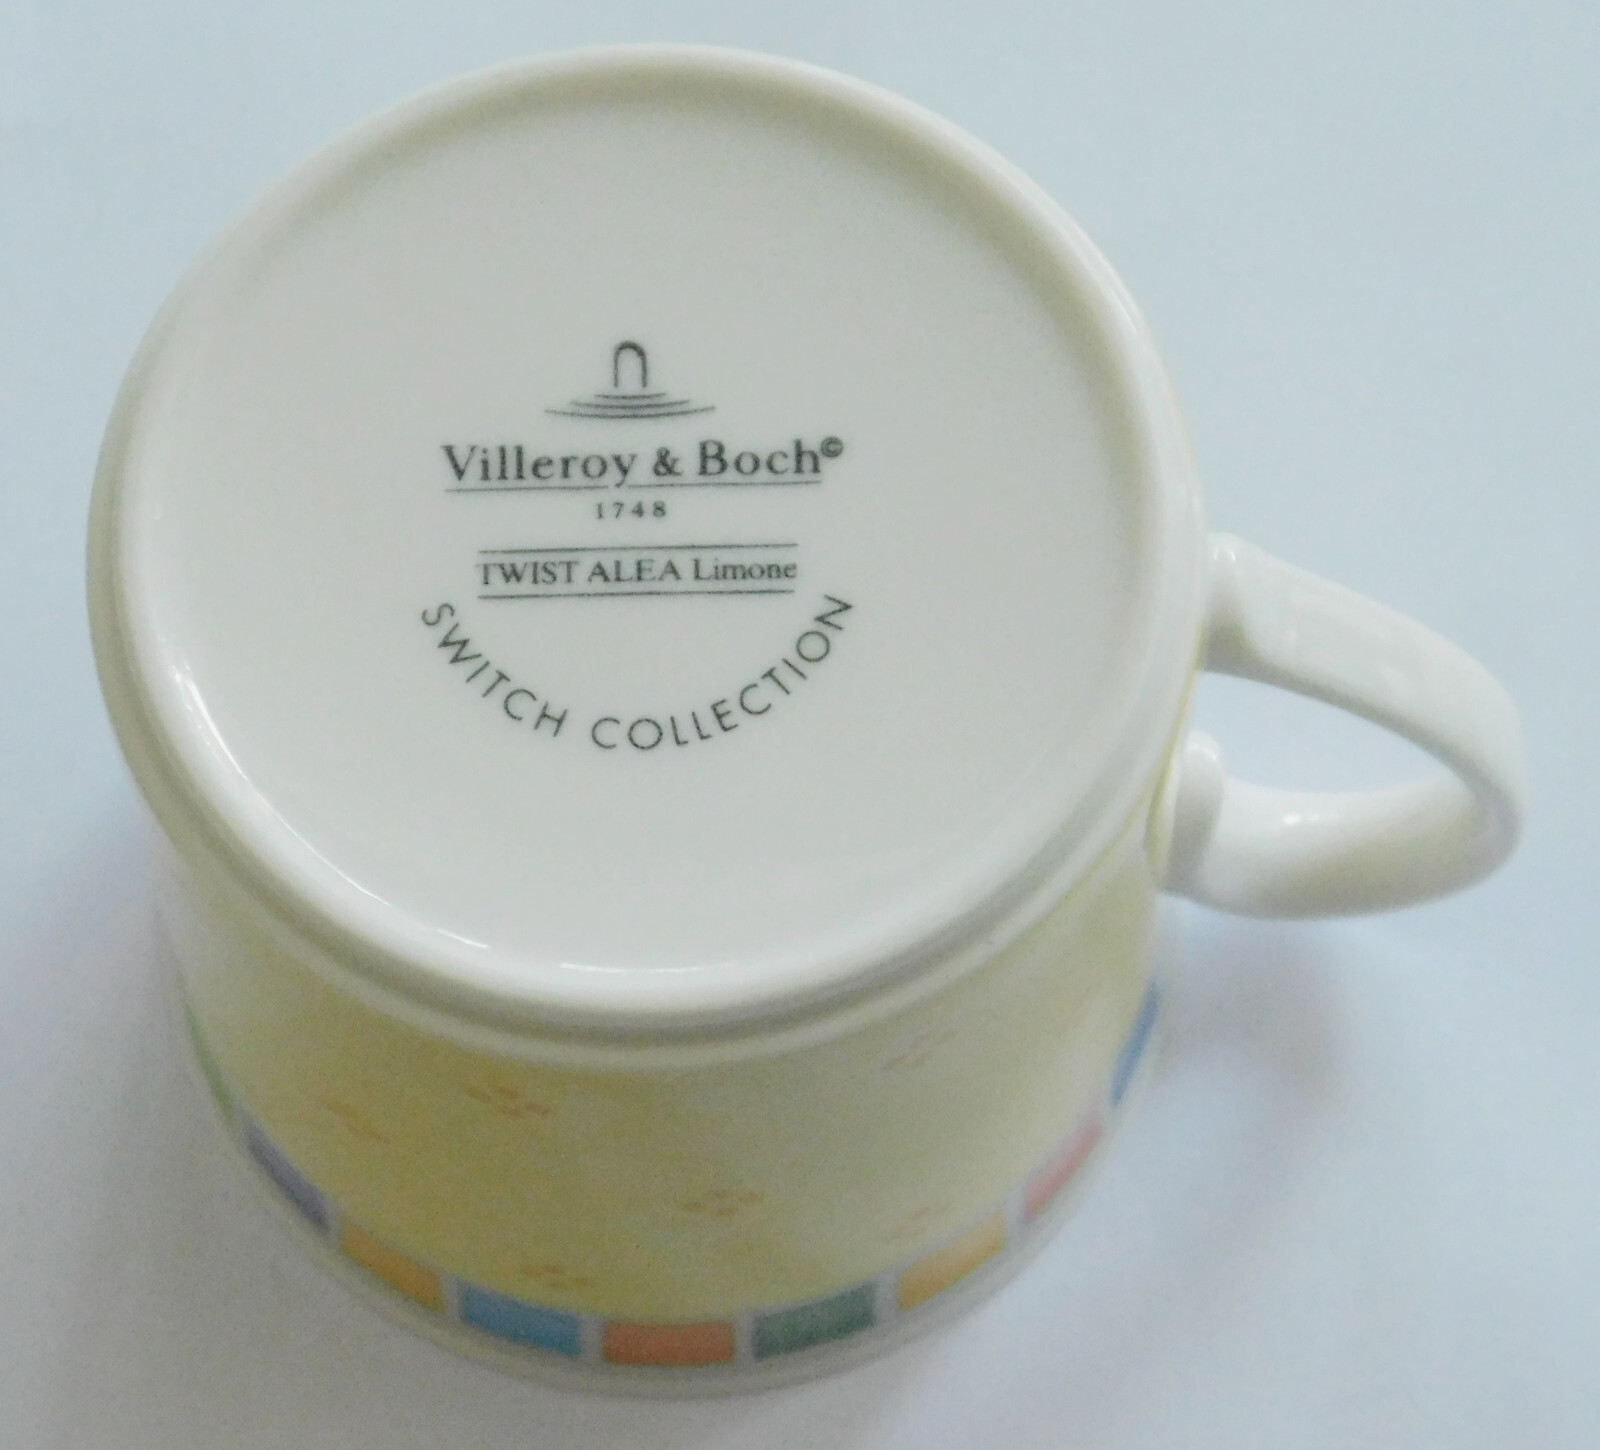 Villeroy & Boch©
1748
TWIST ALEA Limone
SWITCH COLLECTION